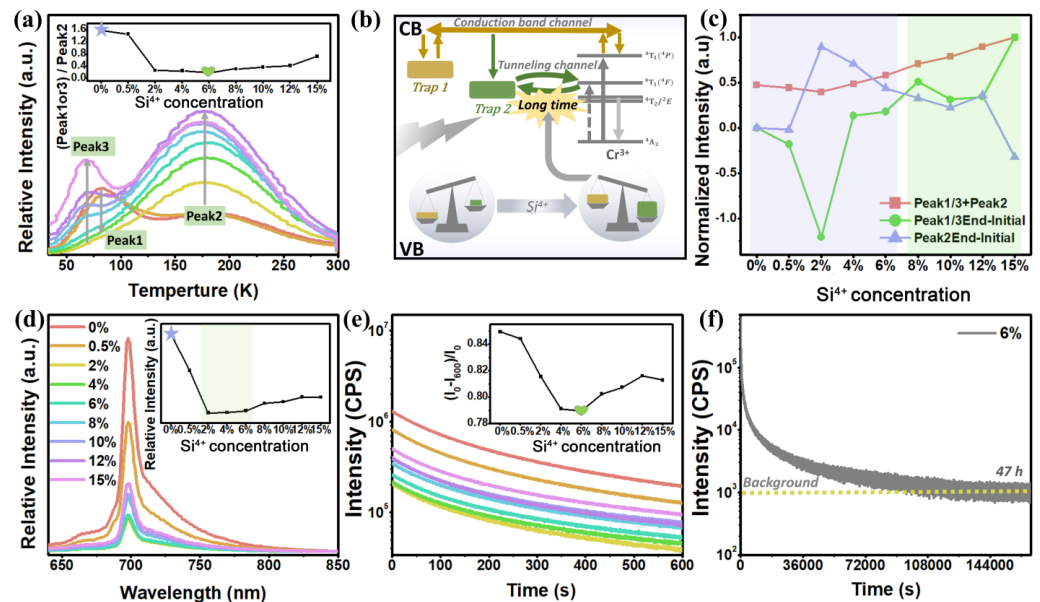 (a)
Relative Intensity (a.u.)
(Peak1or3) / Peak2
1.6
1.2
0.8
0.4
0.0
0% 0.5% 2% 4% 6% 8% 10% 12% 15%
Si⁴⁺ concentration
Peak3
Peak1
Peak2
50 100 150 200 250 300
Temperture (K)
(b)
CB
Conduction band channel
Trap 1
Tunneling channel
Trap 2
Long time
⁴T₁(⁴P)
⁴T₁(⁴F)
⁴T₂/²E
⁴A₂
Cr³⁺
Si⁴⁺
VB
(c)
Normalized Intensity (a.u)
1.0
0.5
0.0
0.5
-1.0
Peak1/3+Peak2
Peak1/3End-Initial
Peak2End-Initial
0% 0.5% 2% 4% 6% 8% 10% 12% 15%
Si⁴⁺ concentration
(d)
Relative Intensity (a.u.)
0%
0.5%
2%
4%
6%
8%
10%
12%
15%
Relative Intensity (a.u.)
0% 0.5% 2% 4% 6% 8% 10% 12% 15%
Si⁴⁺ concentration
650 700 750 800 850
Wavelength (nm)
(e)
Intensity (CPS)
10⁷
10⁶
10⁵
(I₀-I₆₀₀)/I₀
0.84
0.82
0.80
0.78
0% 0.5% 2% 4% 6% 8% 10% 12% 15%
Si⁴⁺ concentration
0 100 200 300 400 500 600
Time (s)
(f)
Intensity (CPS)
10⁶
10⁵
10⁴
10³
10²
6%
Background
47 h
36000 72000 108000 144000
Time (s)